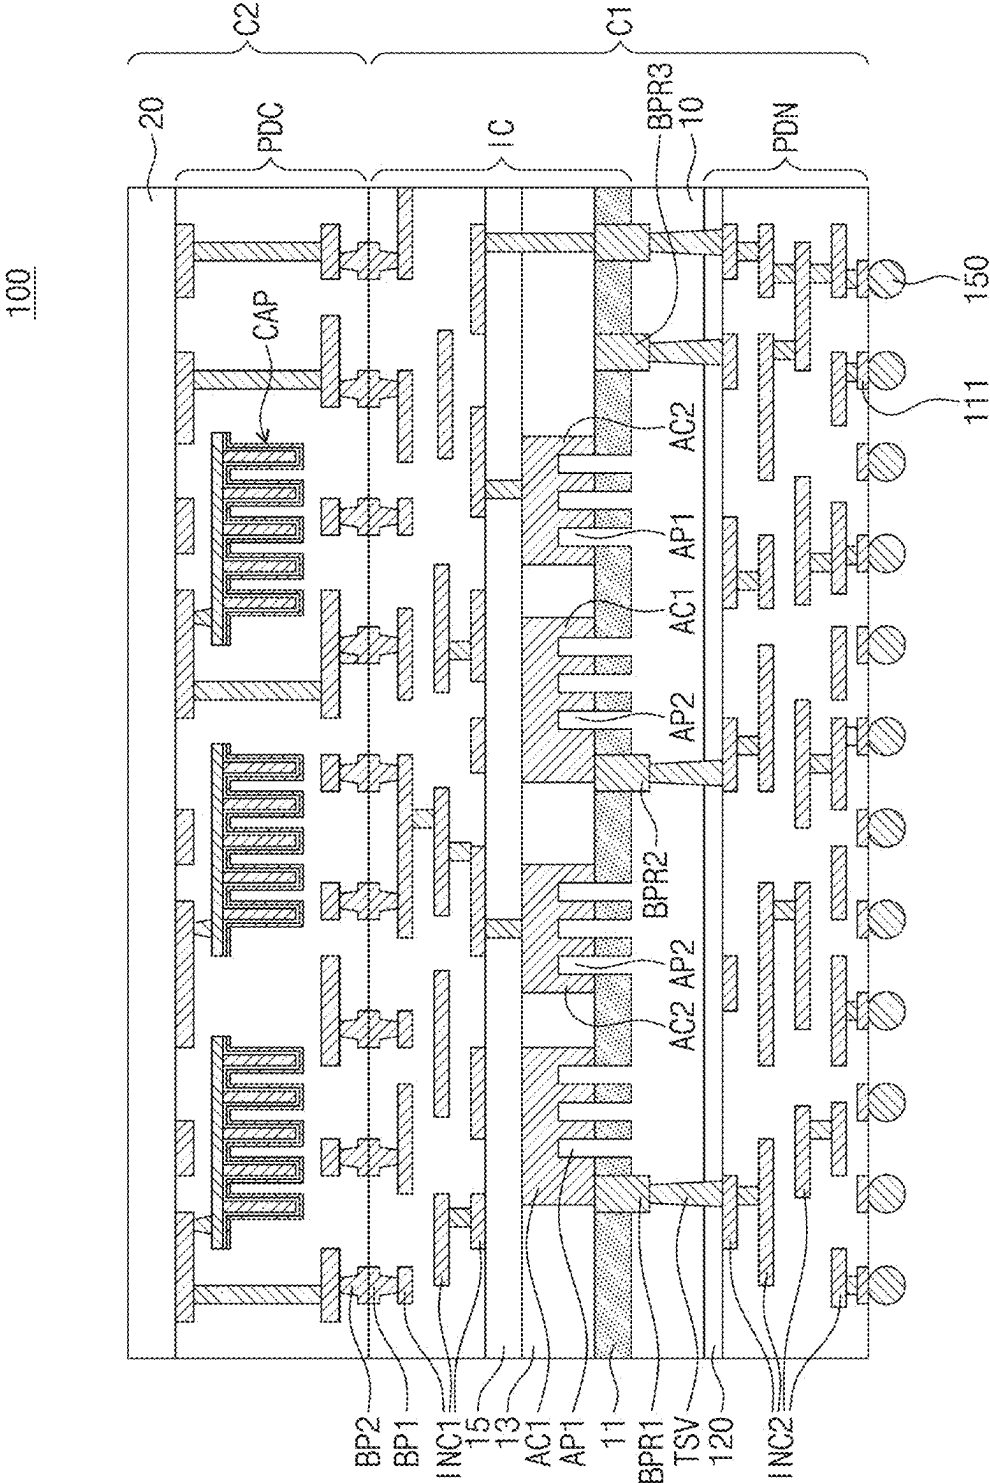 100
C2
C1
20
PDC
IC
BPR3
10
PDN
CAP
150
111
AC2
AP1
AC1
AP2
BPR2
AP2
AC2
BP2
BP1
INC1
15
13
AC1
AP1
11
BPR1
TSV
120
INC2